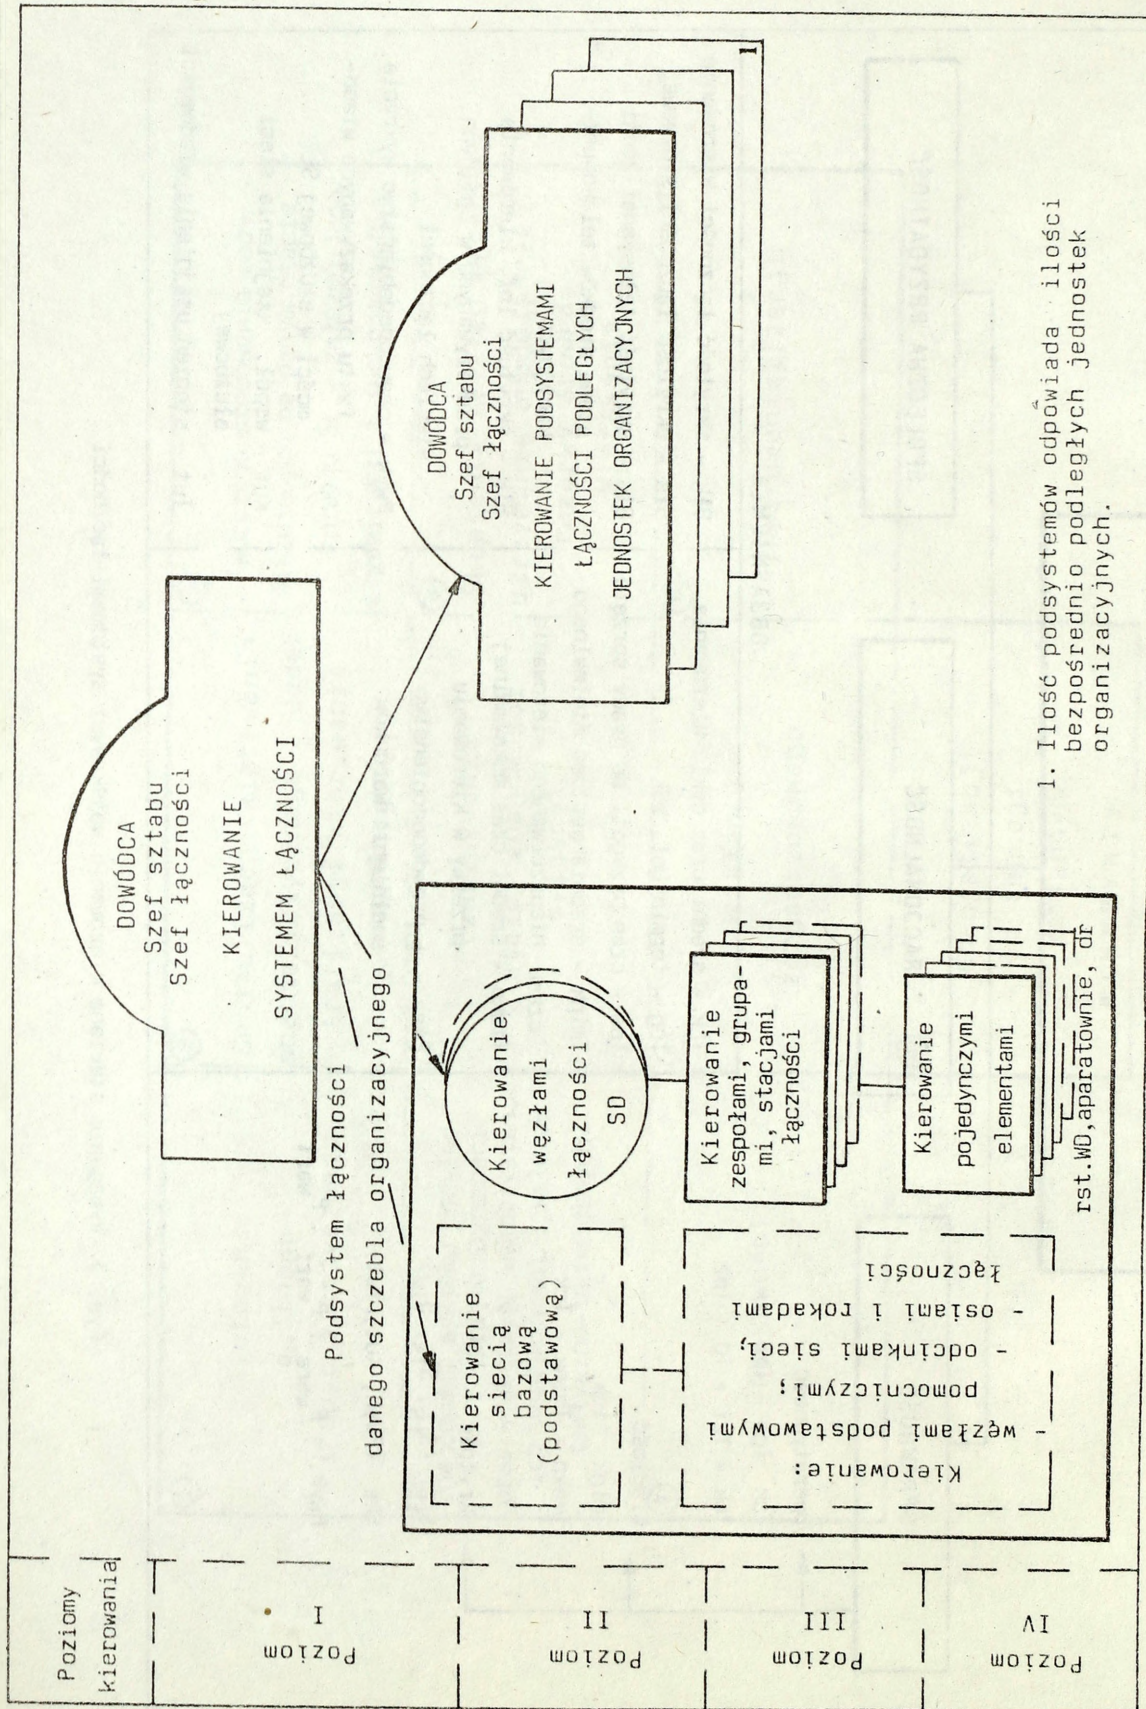 Poziomy
kierowania
Poziom
I
Poziom
II
Poziom
III
Poziom
IV
DOWÓDCA
Szef sztabu
Szef łączności
KIEROWANIE
SYSTEMEM ŁĄCZNOŚCI
Podsystem łączności
danego szczebla organizacyjnego
Kierowanie
siecią
bazową
(podstawową)
Kierowanie
węzłami
łączności
SD
Kierowanie:
- węzłami podstawowymi
pomocniczymi;
- odcinkami sieci;
- osiami i rokadami
łączności
Kierowanie
zespołami, grupa-
mi, stacjami
łączności
Kierowanie
pojedynczymi
elementami
rst.WD,aparatownie, dr
DOWÓDCA
Szef sztabu
Szef łączności
KIEROWANIE PODSYSTEMAMI
ŁĄCZNOŚCI PODLEGŁYCH
JEDNOSTEK ORGANIZACYJNYCH
1
1. Ilość podsystemów odpowiada ilości
bezpośrednio podległych jednostek
organizacyjnych.